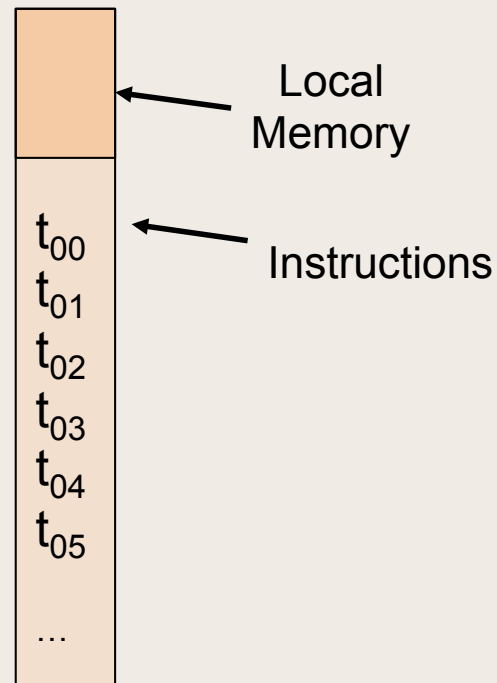 Local
Memory
Instructions
t₀₀
t₀₁
t₀₂
t₀₃
t₀₄
t₀₅
...